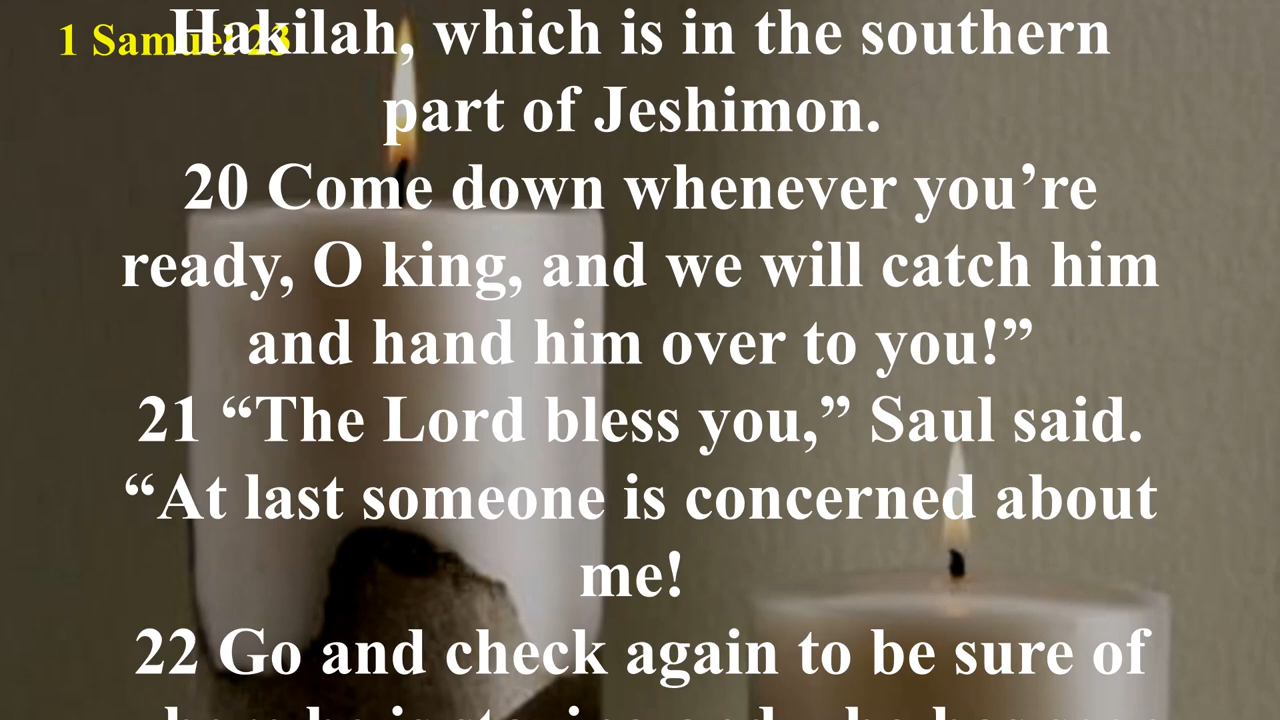 1 Samuel 23
Hakilah, which is in the southern
part of Jeshimon.
20 Come down whenever you’re
ready, O king, and we will catch him
and hand him over to you!”
21 “The Lord bless you,” Saul said.
“At last someone is concerned about
me!
22 Go and check again to be sure of